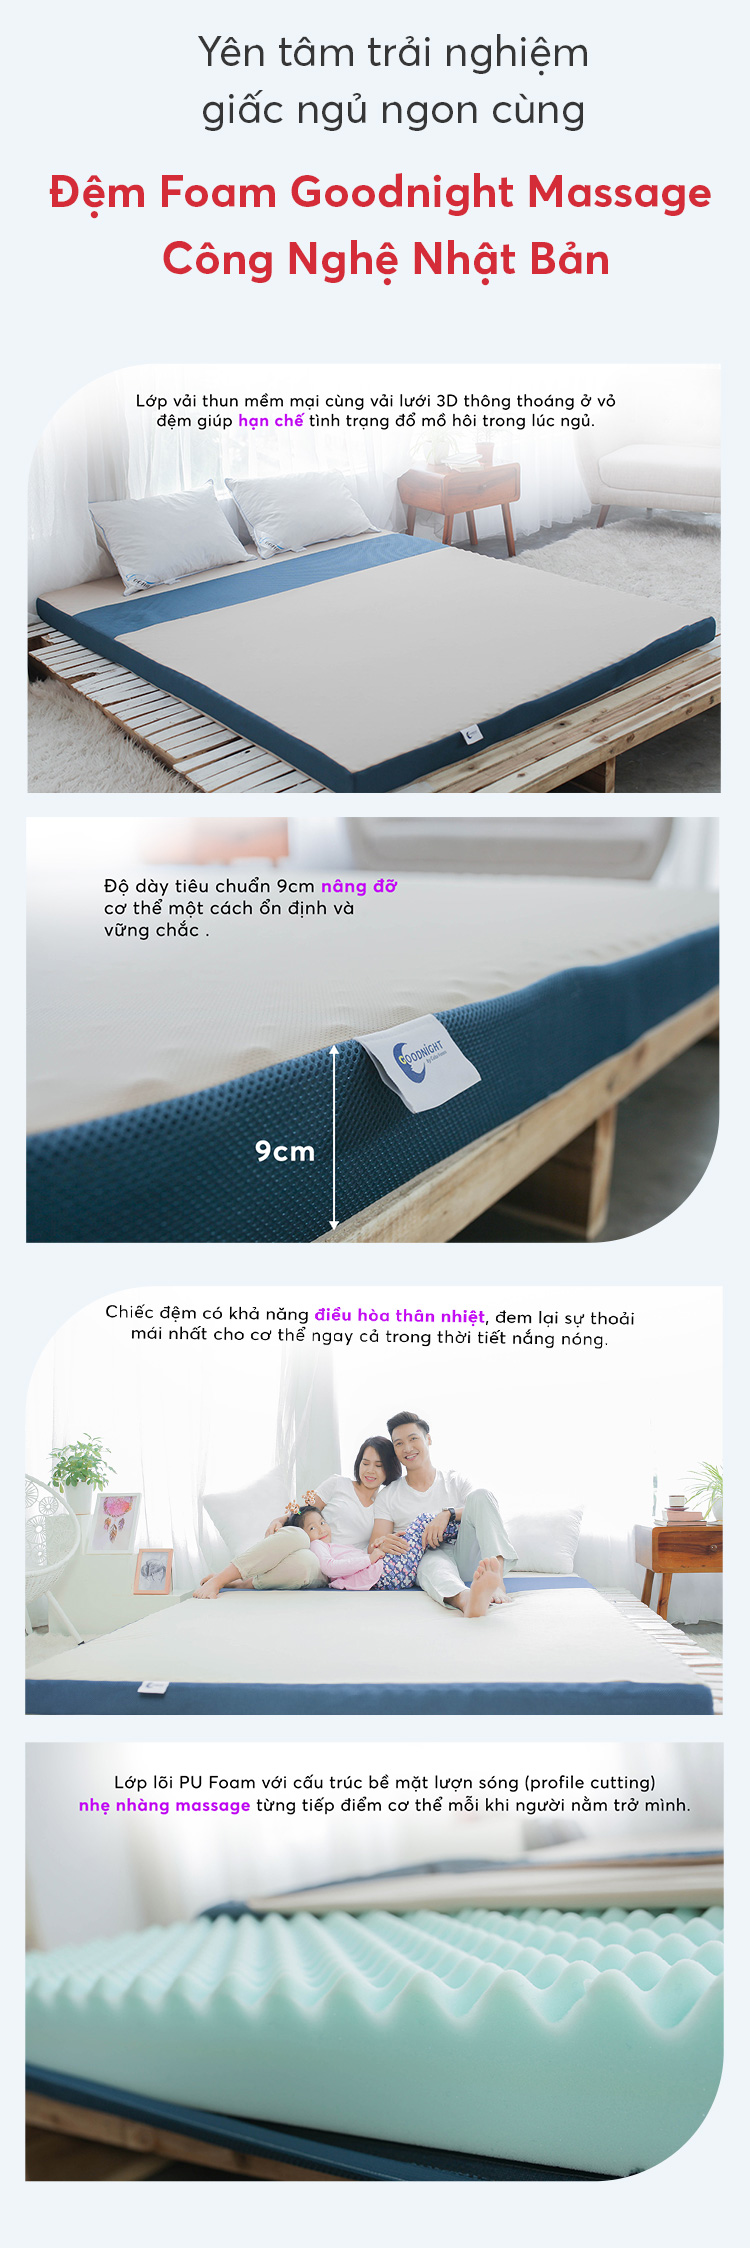 Yên tâm trải nghiệm
giấc ngủ ngon cùng
Đệm Foam Goodnight Massage
Công Nghệ Nhật Bản
Lớp vải thun mềm mại cùng vải lưới 3D thông thoáng ở vỏ
đệm giúp hạn chế tình trạng đổ mồ hôi trong lúc ngủ.
Độ dày tiêu chuẩn 9cm nâng đỡ
cơ thể một cách ổn định và
vững chắc .
GOODNIGHT
9cm
Chiếc đệm có khả năng điều hòa thân nhiệt, đem lại sự thoải
mái nhất cho cơ thể ngay cả trong thời tiết nắng nóng.
Lớp lõi PU Foam với cấu trúc bề mặt lượn sóng (profile cutting)
nhẹ nhàng massage từng tiếp điểm cơ thể mỗi khi người nằm trở mình.